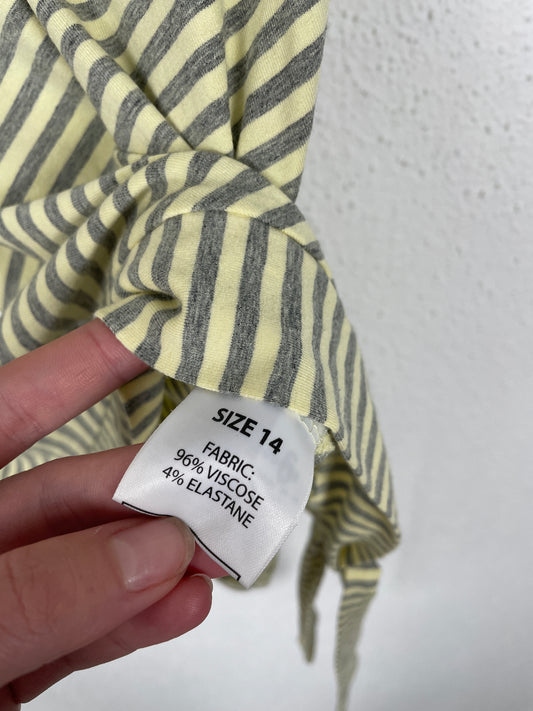 SIZE 14
FABRIC:
96% VISCOSE
4% ELASTANE